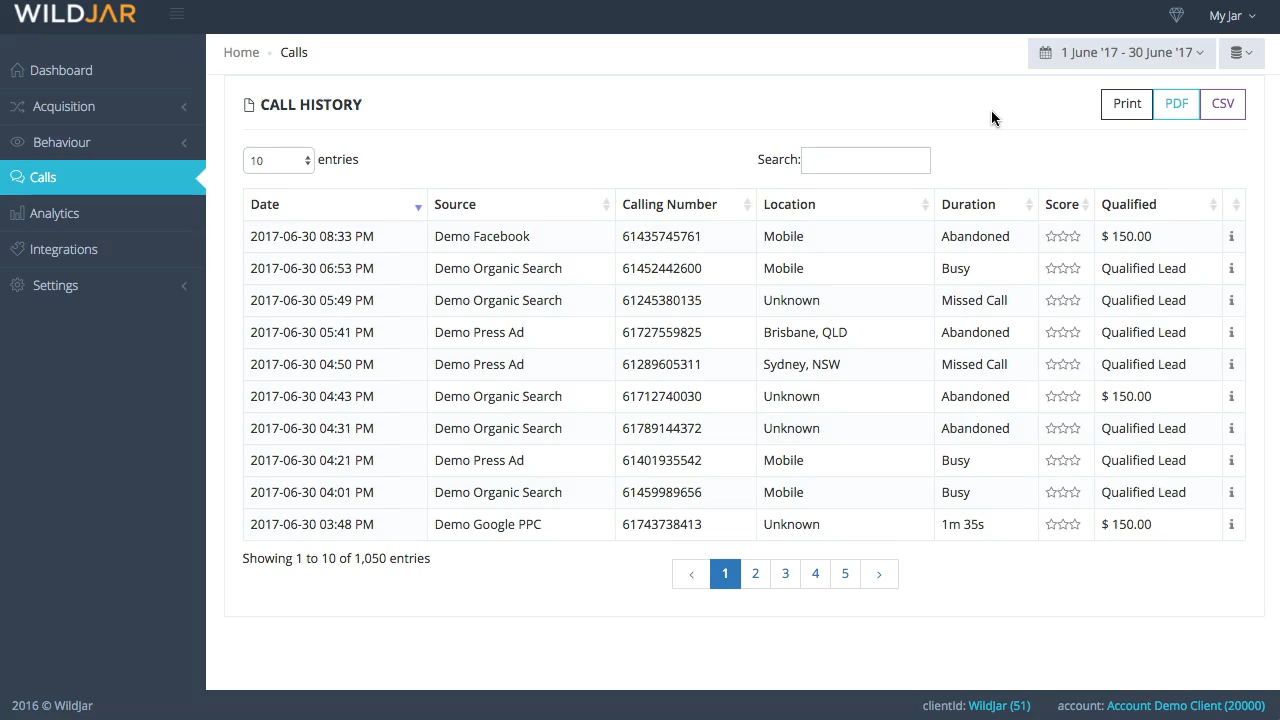 WILDJAR
My Jar
Dashboard
Acquisition
Behaviour
Calls
Analytics
Integrations
Settings
Home • Calls
1 June '17 - 30 June '17
CALL HISTORY
Print PDF CSV
10 entries
Search:
Date Source Calling Number Location Duration Score Qualified
2017-06-30 08:33 PM Demo Facebook 61435745761 Mobile Abandoned $ 150.00
2017-06-30 06:53 PM Demo Organic Search 61452442600 Mobile Busy Qualified Lead
2017-06-30 05:49 PM Demo Organic Search 61245380135 Unknown Missed Call Qualified Lead
2017-06-30 05:41 PM Demo Press Ad 61727559825 Brisbane, QLD Abandoned Qualified Lead
2017-06-30 04:50 PM Demo Press Ad 61289605311 Sydney, NSW Missed Call Qualified Lead
2017-06-30 04:43 PM Demo Organic Search 61712740030 Unknown Abandoned $ 150.00
2017-06-30 04:31 PM Demo Organic Search 61789144372 Unknown Abandoned Qualified Lead
2017-06-30 04:21 PM Demo Press Ad 61401935542 Mobile Busy Qualified Lead
2017-06-30 04:01 PM Demo Organic Search 61459989656 Mobile Busy Qualified Lead
2017-06-30 03:48 PM Demo Google PPC 61743738413 Unknown 1m 35s $ 150.00
Showing 1 to 10 of 1,050 entries
‹ 1 2 3 4 5 ›
2016 © WildJar
clientId: WildJar (51) account: Account Demo Client (20000)